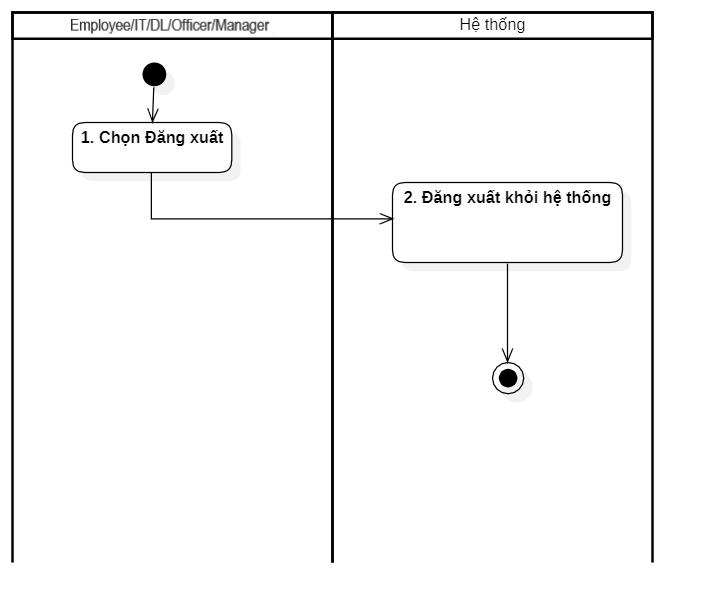 Employee/IT/DL/Officer/Manager
Hệ thống
1. Chọn Đăng xuất
2. Đăng xuất khỏi hệ thống